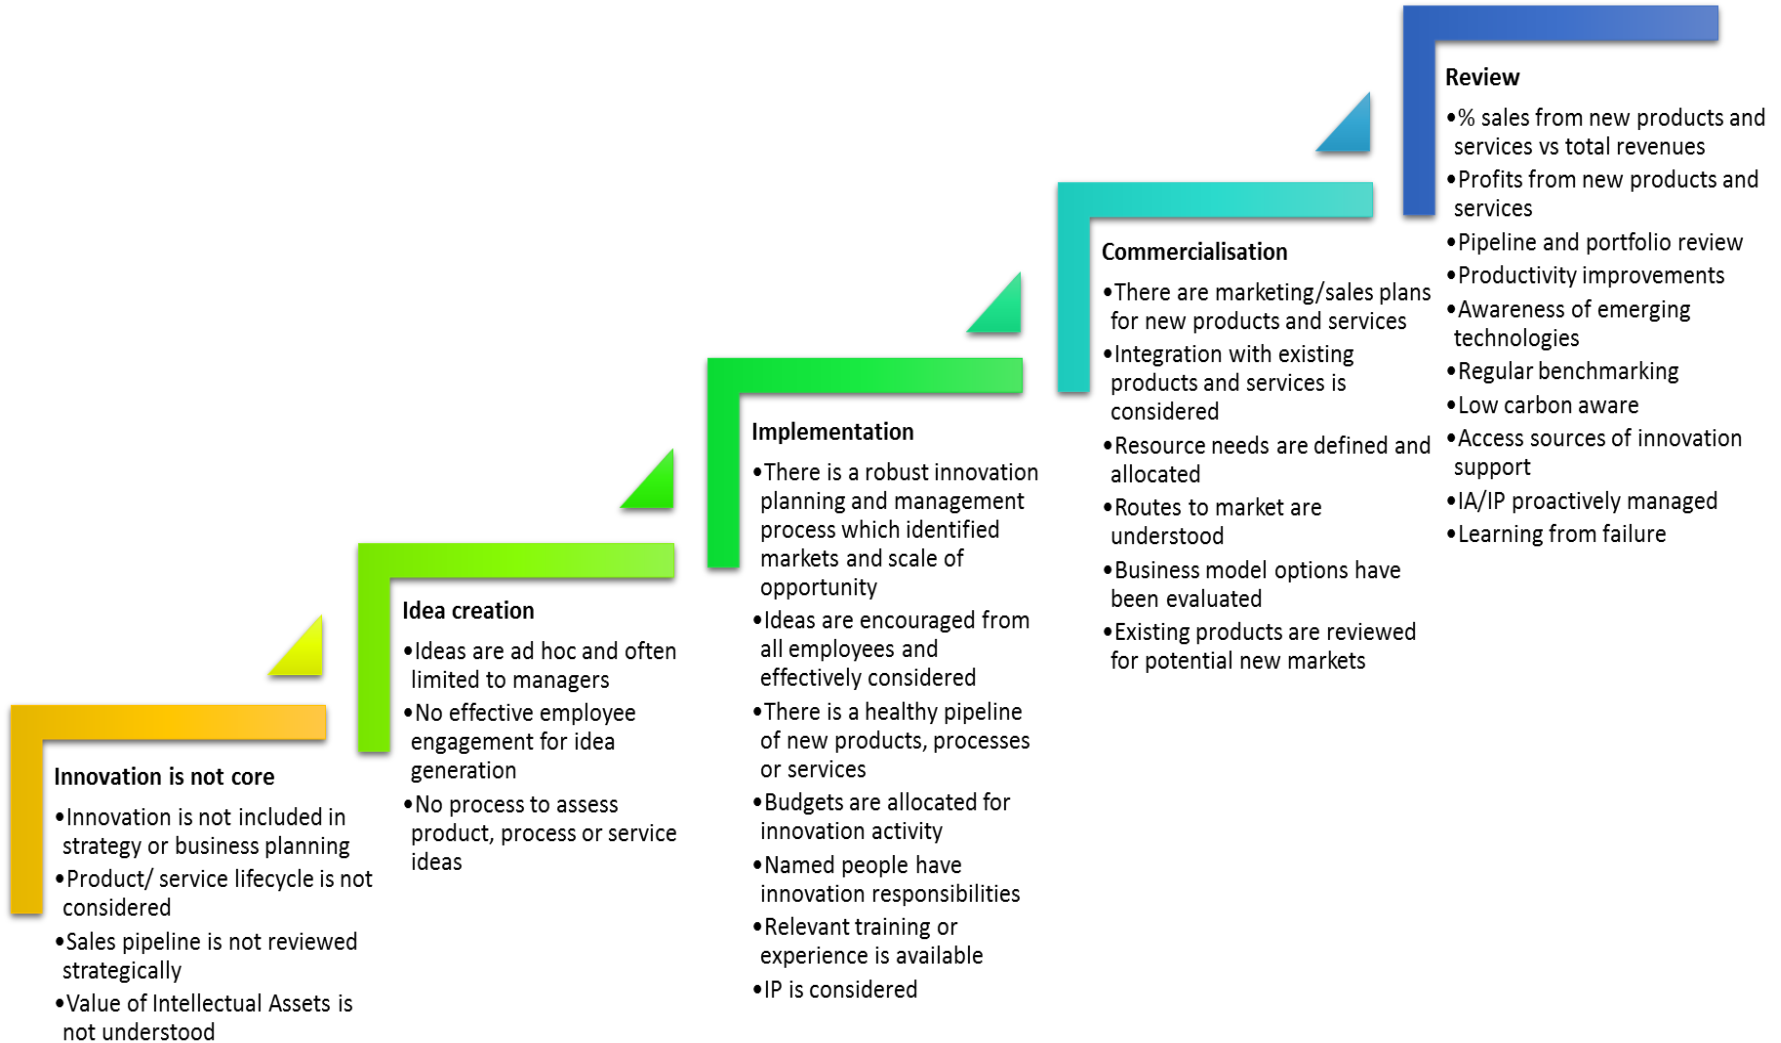 Innovation is not core
•Innovation is not included in
strategy or business planning
•Product/ service lifecycle is not
considered
•Sales pipeline is not reviewed
strategically
•Value of Intellectual Assets is
not understood
Idea creation
•Ideas are ad hoc and often
limited to managers
•No effective employee
engagement for idea
generation
•No process to assess
product, process or service
ideas
Implementation
•There is a robust innovation
planning and management
process which identified
markets and scale of
opportunity
•Ideas are encouraged from
all employees and
effectively considered
•There is a healthy pipeline
of new products, processes
or services
•Budgets are allocated for
innovation activity
•Named people have
innovation responsibilities
•Relevant training or
experience is available
•IP is considered
Commercialisation
•There are marketing/sales plans
for new products and services
•Integration with existing
products and services is
considered
•Resource needs are defined and
allocated
•Routes to market are
understood
•Business model options have
been evaluated
•Existing products are reviewed
for potential new markets
Review
•% sales from new products and
services vs total revenues
•Profits from new products and
services
•Pipeline and portfolio review
•Productivity improvements
•Awareness of emerging
technologies
•Regular benchmarking
•Low carbon aware
•Access sources of innovation
support
•IA/IP proactively managed
•Learning from failure